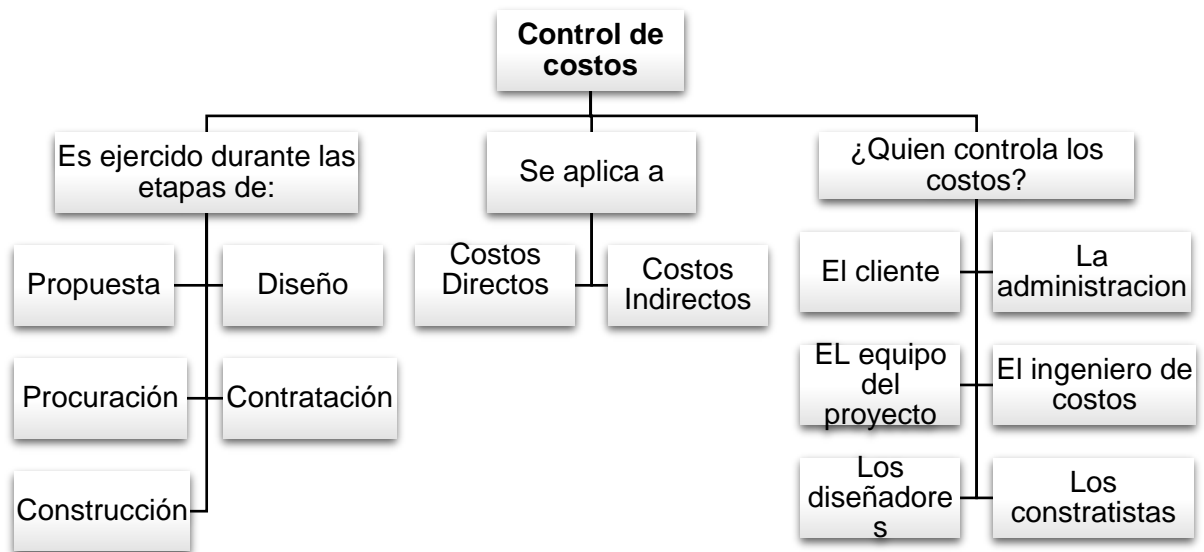 Control de
costos
Es ejercido durante las
etapas de:
Propuesta
Diseño
Procuración
Contratación
Construcción
Se aplica a
Costos
Directos
Costos
Indirectos
¿Quien controla los
costos?
El cliente
La
administracion
EL equipo
del
proyecto
El ingeniero de
costos
Los
diseñadore
s
Los
constratistas